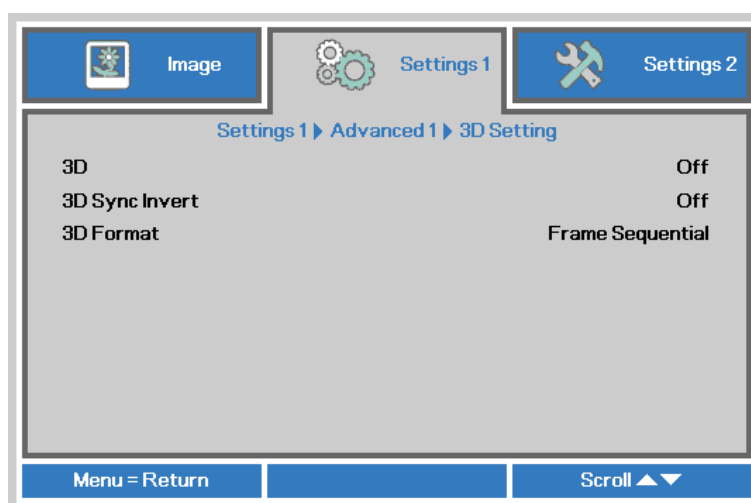 Image Settings 1 Settings 2
Settings 1 ▶ Advanced 1 ▶ 3D Setting
3D Off
3D Sync Invert Off
3D Format Frame Sequential
Menu = Return Scroll ▲▼